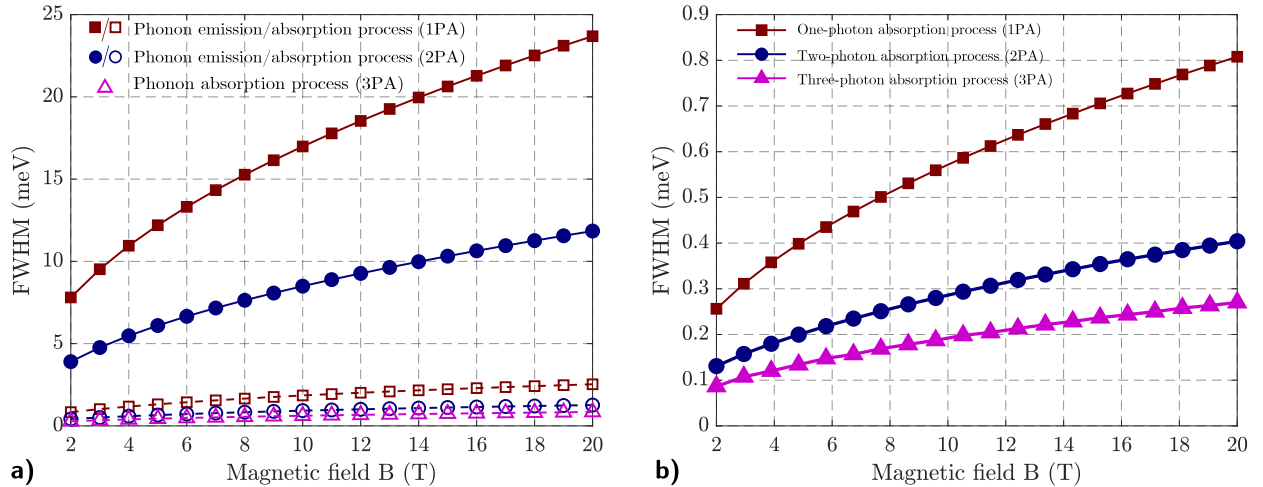 25
20
15
10
5
0
FWHM (meV)
Phonon emission/absorption process (1PA)
Phonon emission/absorption process (2PA)
Phonon absorption process (3PA)
2 4 6 8 10 12 14 16 18 20
Magnetic field B (T)
a)
0.9
0.8
0.7
0.6
0.5
0.4
0.3
0.2
0.1
0
FWHM (meV)
One-photon absorption process (1PA)
Two-photon absorption process (2PA)
Three-photon absorption process (3PA)
2 4 6 8 10 12 14 16 18 20
Magnetic field B (T)
b)